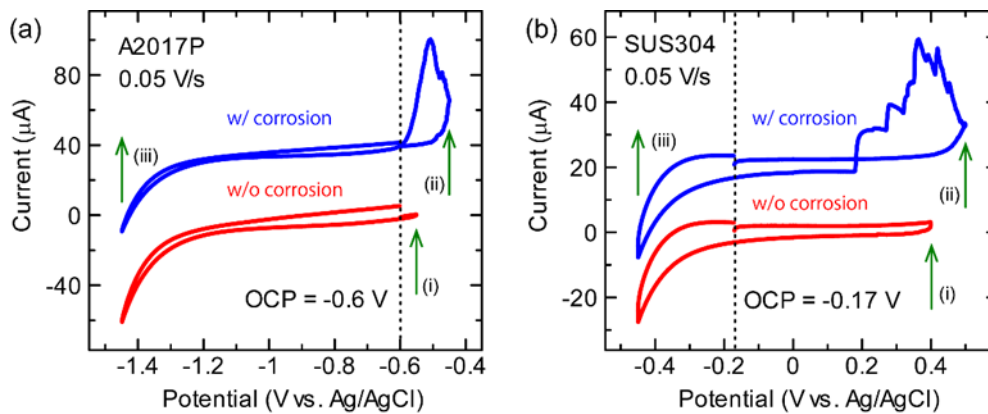 (a)
A2017P
0.05 V/s
w/ corrosion
(iii)
(ii)
w/o corrosion
(i)
OCP = -0.6 V
80
40
0
-40
Current (μA)
-1.4
-1.2
-1
-0.8
-0.6
-0.4
Potential (V vs. Ag/AgCl)
(b)
SUS304
0.05 V/s
w/ corrosion
(iii)
(ii)
w/o corrosion
(i)
OCP = -0.17 V
60
40
20
0
-20
Current (μA)
-0.4
-0.2
0
0.2
0.4
Potential (V vs. Ag/AgCl)